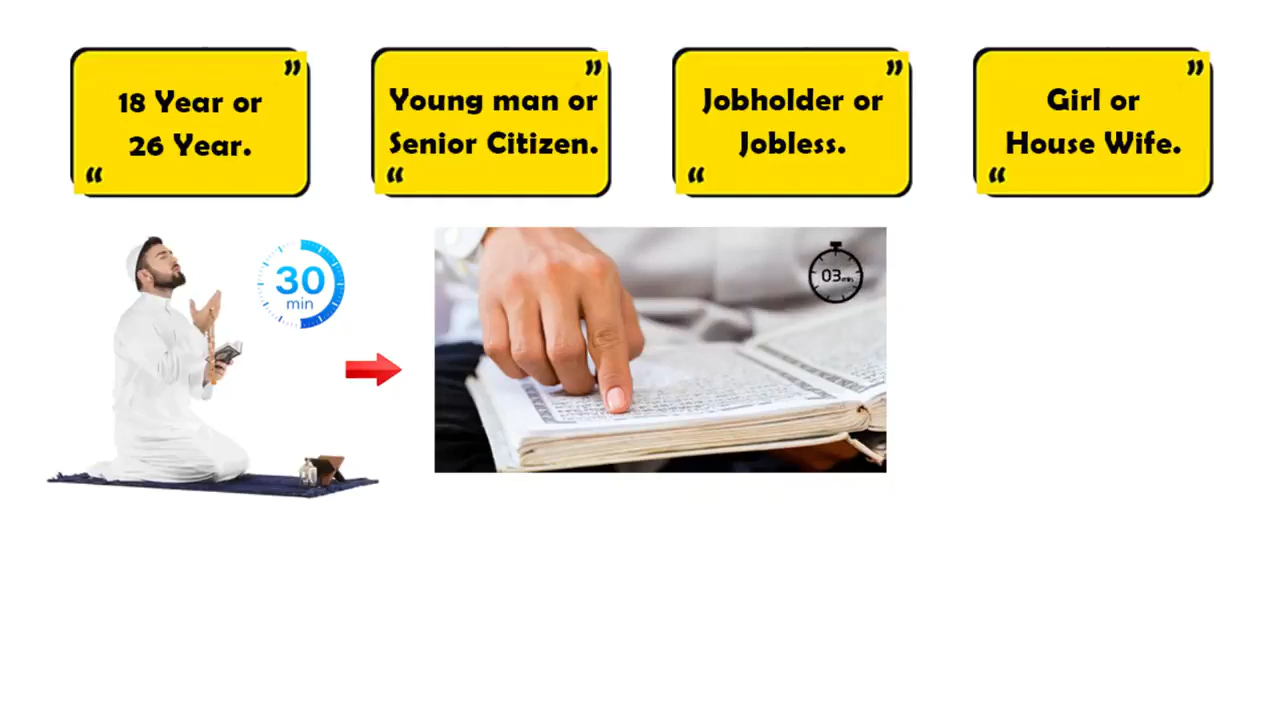 18 Year or
26 Year.
Young man or
Senior Citizen.
Jobholder or
Jobless.
Girl or
House Wife.
30
min
03 min